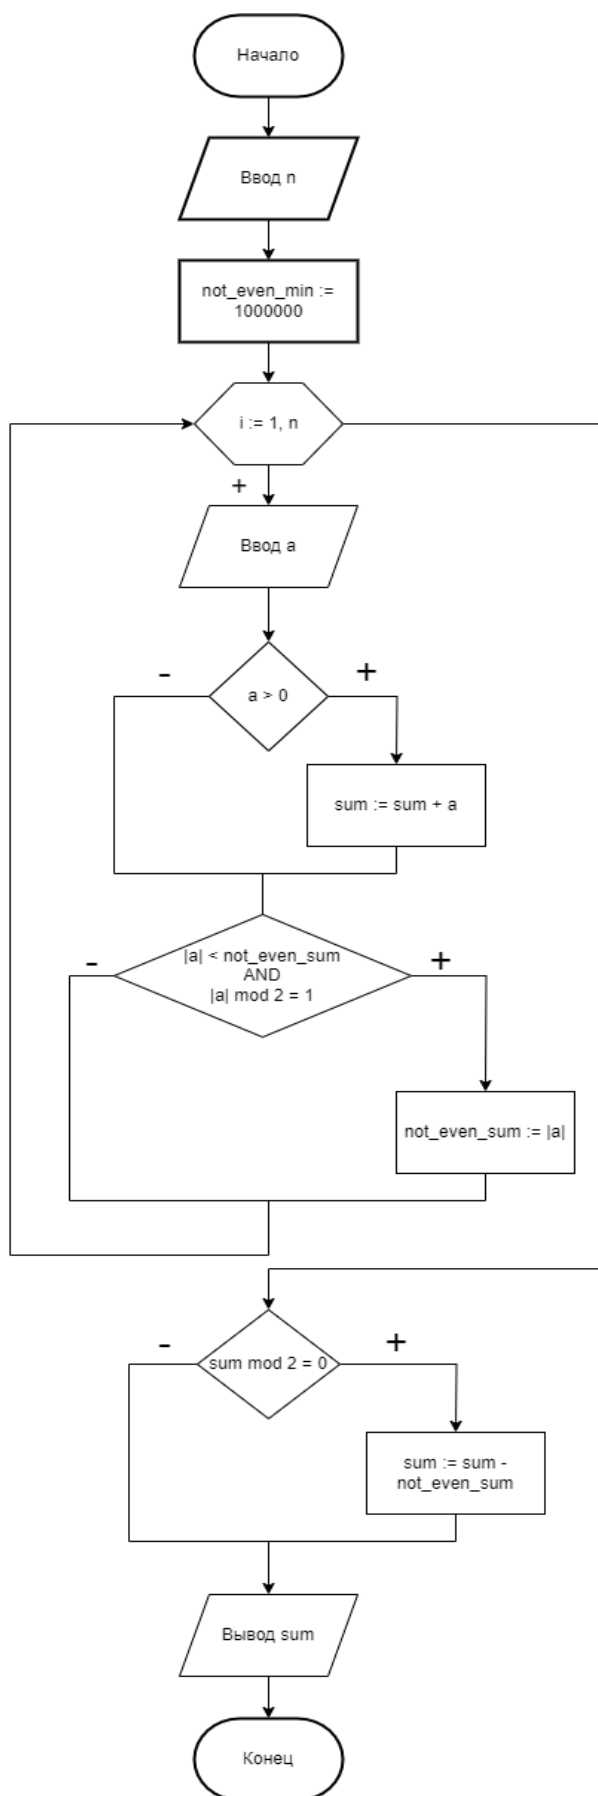 Начало
Ввод n
not_even_min :=
1000000
i := 1, n
+
Ввод a
-
+
a > 0
sum := sum + a
-
+
|a| < not_even_sum
AND
|a| mod 2 = 1
not_even_sum := |a|
-
+
sum mod 2 = 0
sum := sum -
not_even_sum
Вывод sum
Конец